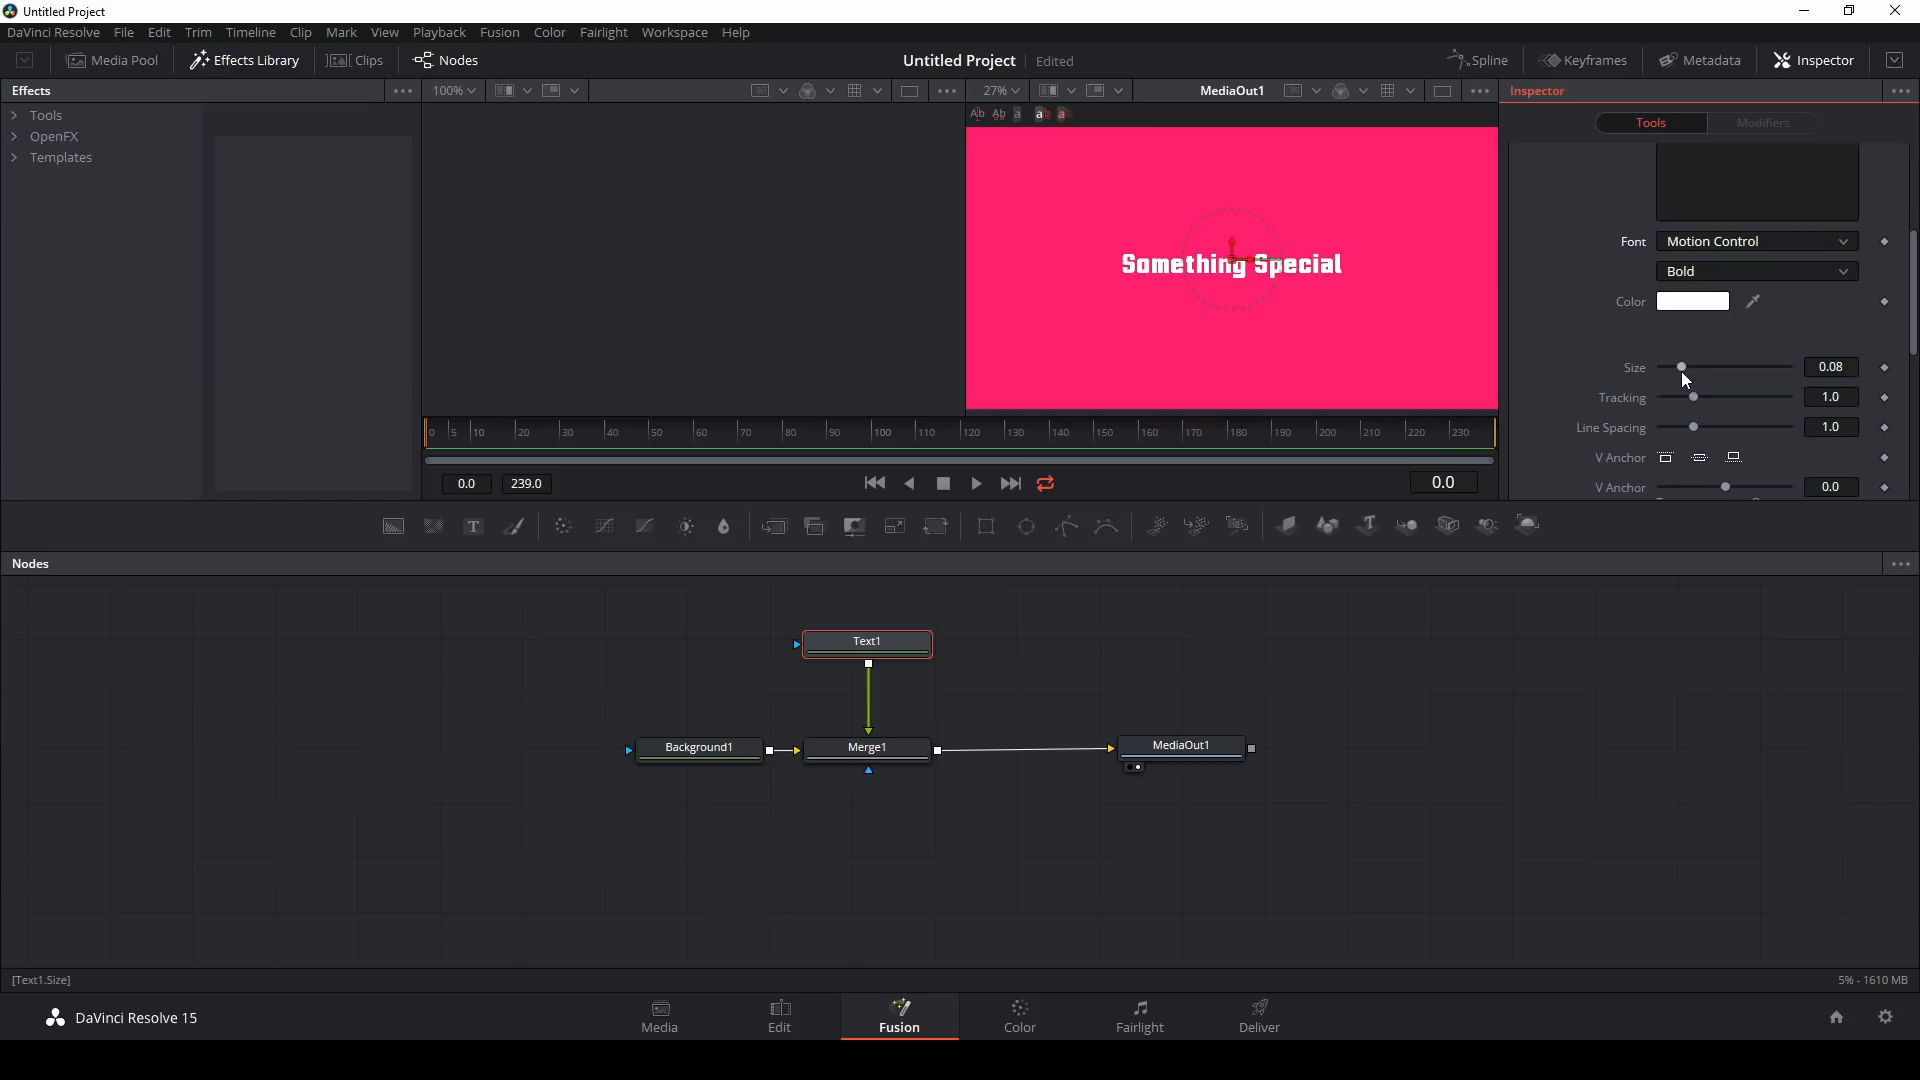 Untitled Project
DaVinci Resolve File Edit Trim Timeline Clip Mark View Playback Fusion Color Fairlight Workspace Help
Media Pool Effects Library Clips Nodes Untitled Project Edited Spline Keyframes Metadata Inspector
Effects 100% 27% MediaOut1 Inspector
Tools
OpenFX
Templates
Ab Ab a a a
Tools Modifiers
Something Special
Font Motion Control
Bold
Color
Size 0.08
Tracking 1.0
Line Spacing 1.0
V Anchor
V Anchor 0.0
0 5 10 20 30 40 50 60 70 80 90 100 110 120 130 140 150 160 170 180 190 200 210 220 230
0.0 239.0 0.0
T T
Nodes
Text1
Background1 Merge1 MediaOut1
[Text1.Size] 5% - 1610 MB
DaVinci Resolve 15 Media Edit Fusion Color Fairlight Deliver